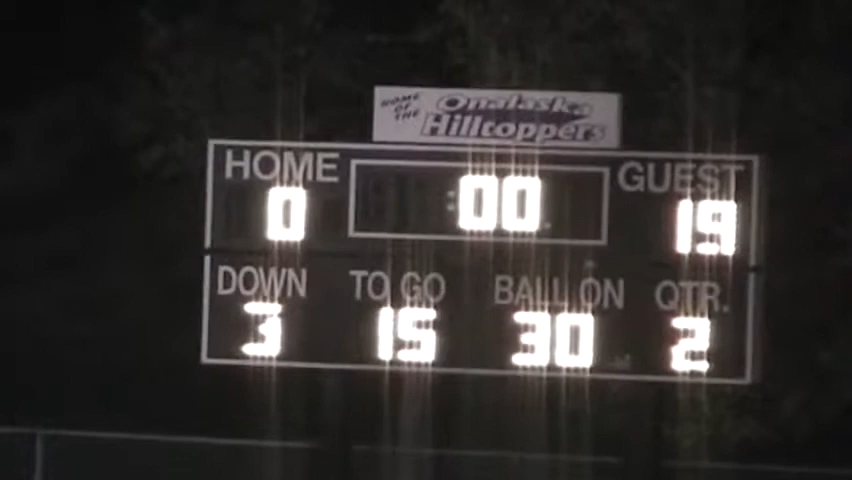 HOME OF THE Onalaska Hilltoppers
HOME GUEST
0 :00 19
DOWN TO GO BALL ON QTR.
3 15 30 2